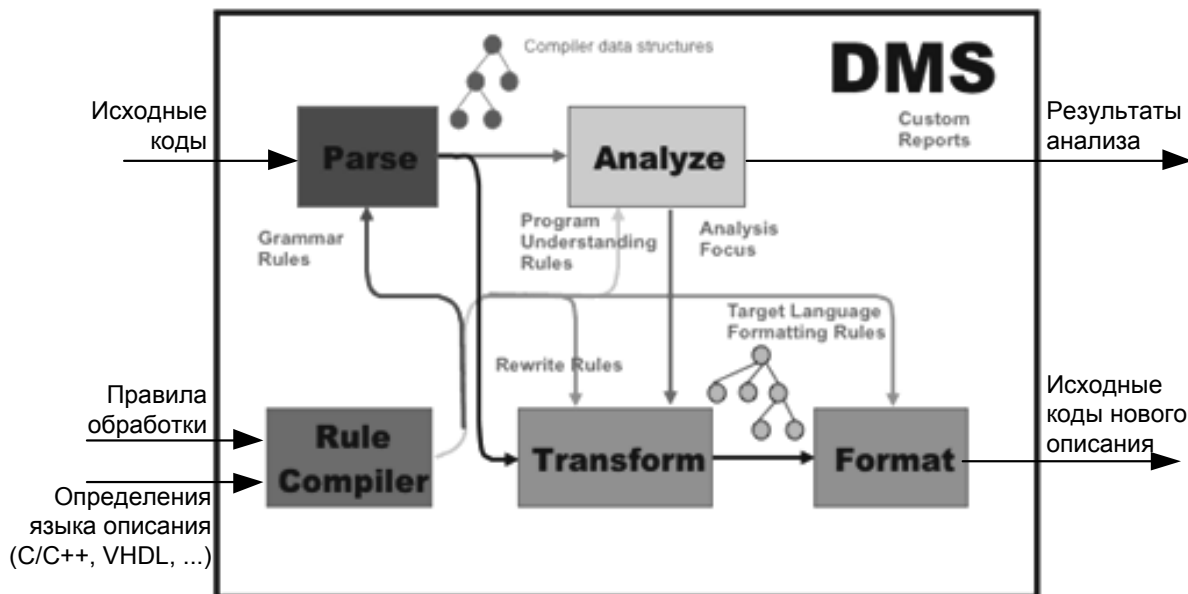 Compiler data structures
DMS
Исходные
коды
Custom
Reports
Результаты
анализа
Parse
Analyze
Grammar
Rules
Program
Understanding
Rules
Analysis
Focus
Target Language
Formatting Rules
Rewrite Rules
Правила
обработки
Исходные
коды нового
описания
Rule
Compiler
Transform
Format
Определения
языка описания
(C/C++, VHDL, ...)